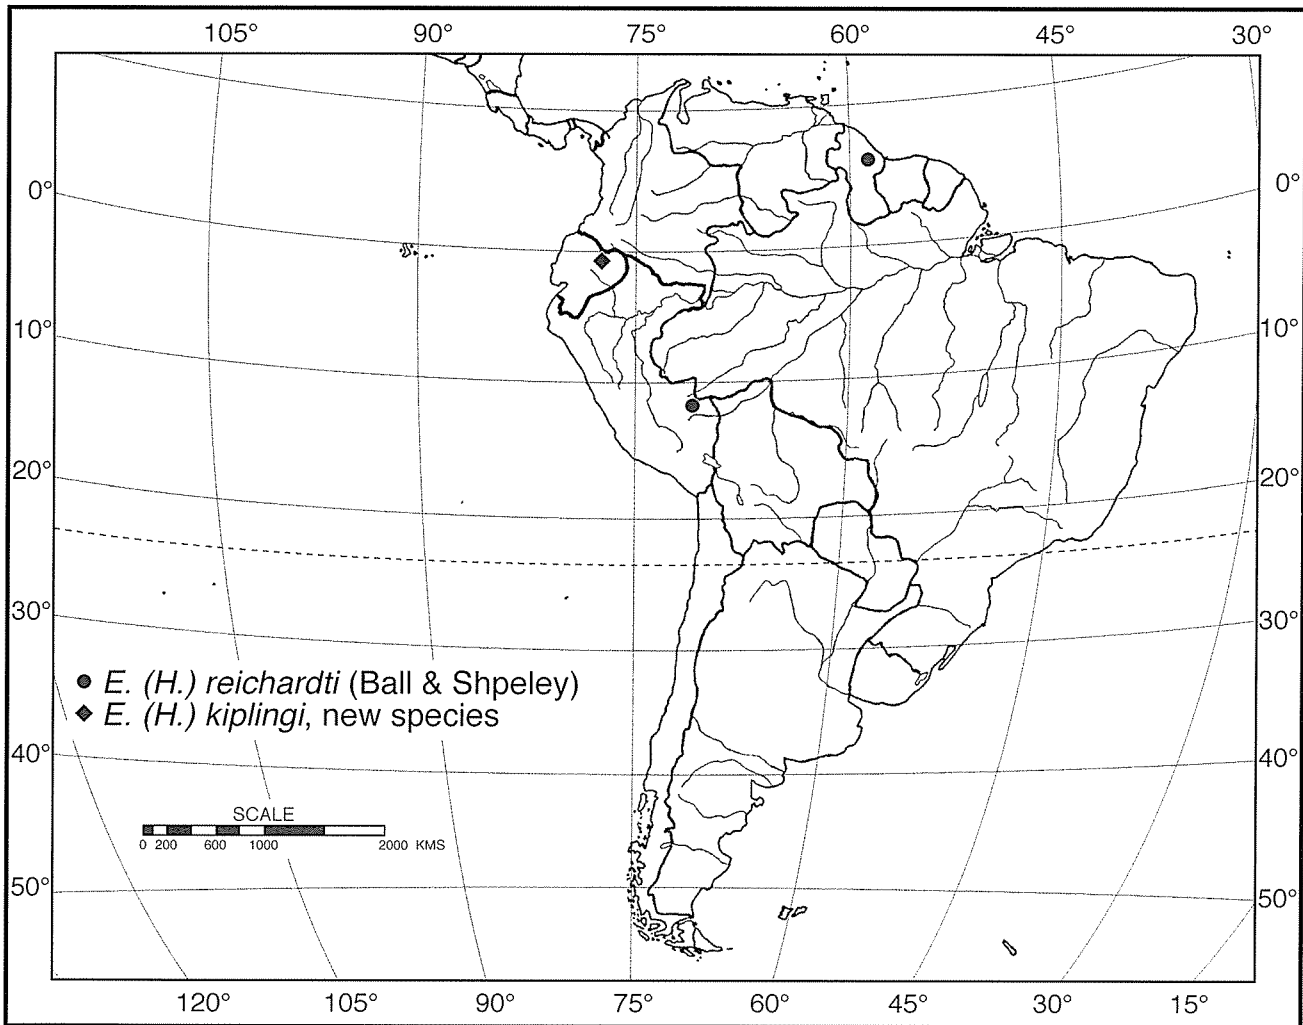 105° 90° 75° 60° 45° 30°
0° 0°
10° 10°
20° 20°
30° 30°
● E. (H.) reichardti (Ball & Shpeley)
◆ E. (H.) kiplingi, new species
40° 40°
SCALE
0 200 600 1000 2000 KMS
50° 50°
120° 105° 90° 75° 60° 45° 30° 15°